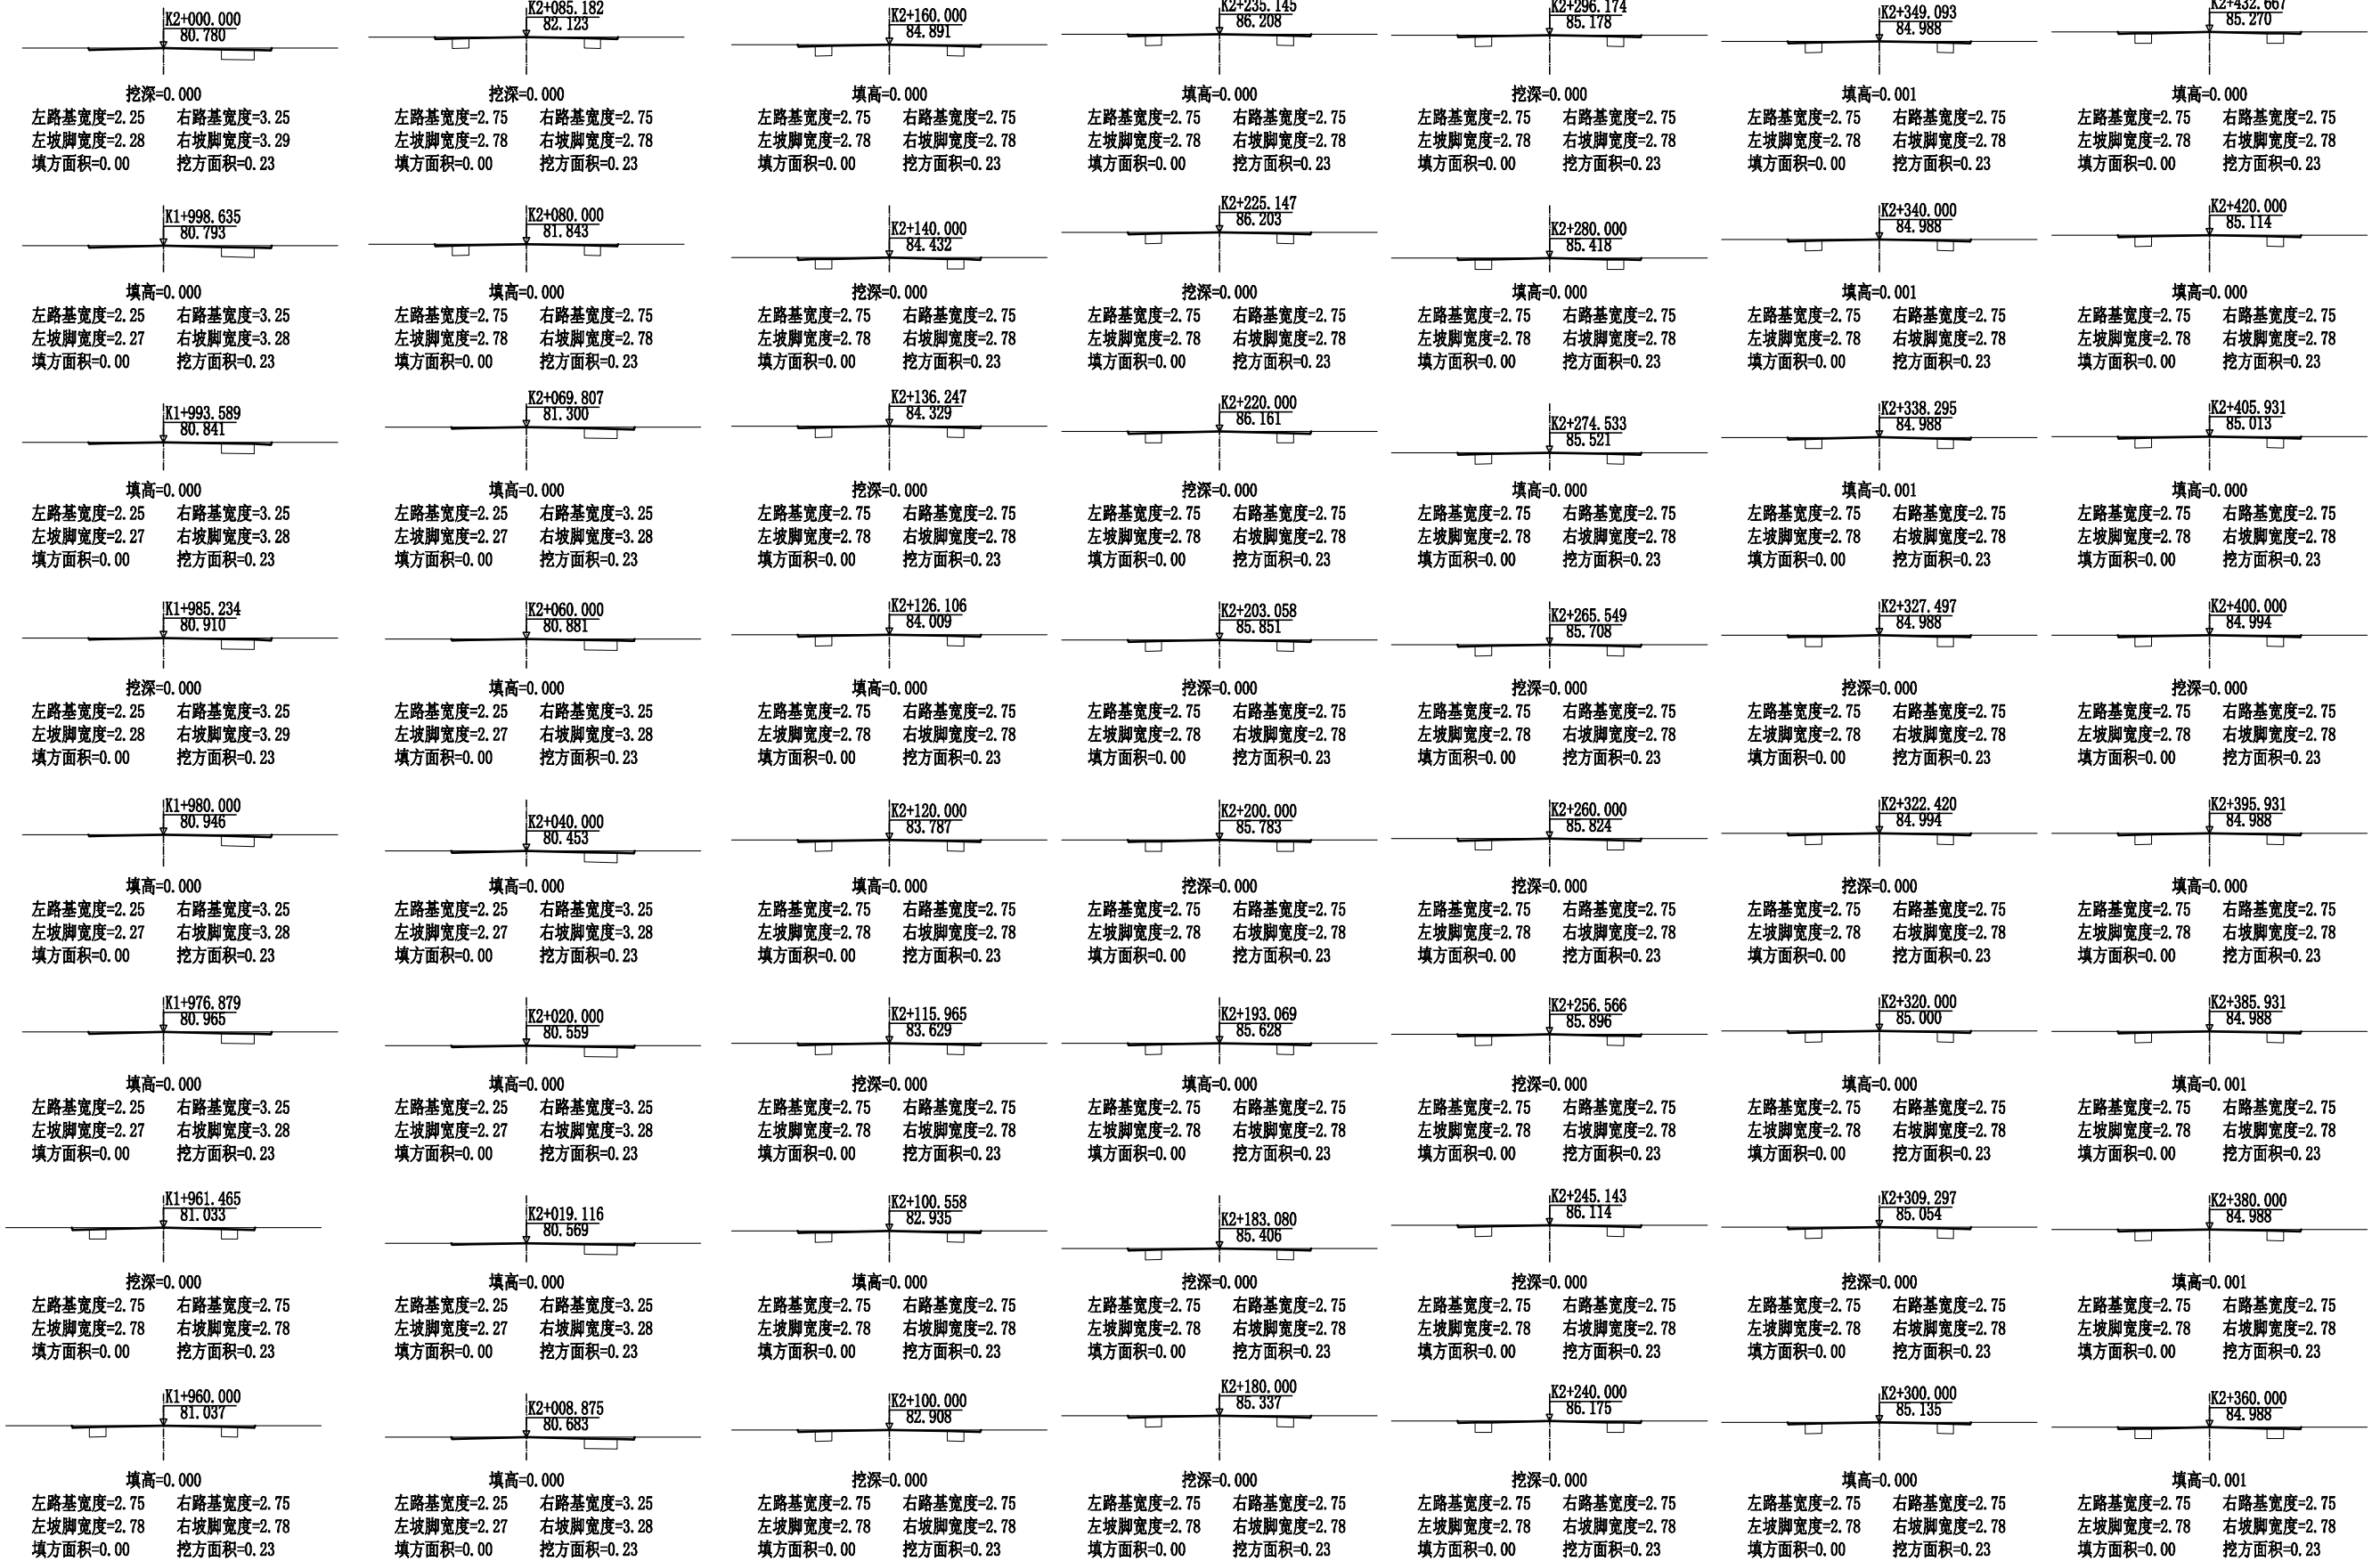 K2+000.000
80.780
挖深=0.000
左路基宽度=2.25 右路基宽度=3.25
左坡脚宽度=2.28 右坡脚宽度=3.29
填方面积=0.00 挖方面积=0.23
K2+085.182
82.123
挖深=0.000
左路基宽度=2.75 右路基宽度=2.75
左坡脚宽度=2.78 右坡脚宽度=2.78
填方面积=0.00 挖方面积=0.23
K2+160.000
84.891
填高=0.000
左路基宽度=2.75 右路基宽度=2.75
左坡脚宽度=2.78 右坡脚宽度=2.78
填方面积=0.00 挖方面积=0.23
K2+235.145
86.208
填高=0.000
左路基宽度=2.75 右路基宽度=2.75
左坡脚宽度=2.78 右坡脚宽度=2.78
填方面积=0.00 挖方面积=0.23
K2+296.174
85.178
挖深=0.000
左路基宽度=2.75 右路基宽度=2.75
左坡脚宽度=2.78 右坡脚宽度=2.78
填方面积=0.00 挖方面积=0.23
K2+349.093
84.988
填高=0.001
左路基宽度=2.75 右路基宽度=2.75
左坡脚宽度=2.78 右坡脚宽度=2.78
填方面积=0.00 挖方面积=0.23
K2+432.667
85.270
填高=0.000
左路基宽度=2.75 右路基宽度=2.75
左坡脚宽度=2.78 右坡脚宽度=2.78
填方面积=0.00 挖方面积=0.23
K1+998.635
80.793
填高=0.000
左路基宽度=2.25 右路基宽度=3.25
左坡脚宽度=2.27 右坡脚宽度=3.28
填方面积=0.00 挖方面积=0.23
K2+080.000
81.843
填高=0.000
左路基宽度=2.75 右路基宽度=2.75
左坡脚宽度=2.78 右坡脚宽度=2.78
填方面积=0.00 挖方面积=0.23
K2+140.000
84.432
挖深=0.000
左路基宽度=2.75 右路基宽度=2.75
左坡脚宽度=2.78 右坡脚宽度=2.78
填方面积=0.00 挖方面积=0.23
K2+225.147
86.203
挖深=0.000
左路基宽度=2.75 右路基宽度=2.75
左坡脚宽度=2.78 右坡脚宽度=2.78
填方面积=0.00 挖方面积=0.23
K2+280.000
85.418
填高=0.000
左路基宽度=2.75 右路基宽度=2.75
左坡脚宽度=2.78 右坡脚宽度=2.78
填方面积=0.00 挖方面积=0.23
K2+340.000
84.988
填高=0.001
左路基宽度=2.75 右路基宽度=2.75
左坡脚宽度=2.78 右坡脚宽度=2.78
填方面积=0.00 挖方面积=0.23
K2+420.000
85.114
填高=0.000
左路基宽度=2.75 右路基宽度=2.75
左坡脚宽度=2.78 右坡脚宽度=2.78
填方面积=0.00 挖方面积=0.23
K1+993.589
80.841
填高=0.000
左路基宽度=2.25 右路基宽度=3.25
左坡脚宽度=2.27 右坡脚宽度=3.28
填方面积=0.00 挖方面积=0.23
K2+069.807
81.300
填高=0.000
左路基宽度=2.25 右路基宽度=3.25
左坡脚宽度=2.27 右坡脚宽度=3.28
填方面积=0.00 挖方面积=0.23
K2+136.247
84.329
挖深=0.000
左路基宽度=2.75 右路基宽度=2.75
左坡脚宽度=2.78 右坡脚宽度=2.78
填方面积=0.00 挖方面积=0.23
K2+220.000
86.161
挖深=0.000
左路基宽度=2.75 右路基宽度=2.75
左坡脚宽度=2.78 右坡脚宽度=2.78
填方面积=0.00 挖方面积=0.23
K2+274.533
85.521
填高=0.000
左路基宽度=2.75 右路基宽度=2.75
左坡脚宽度=2.78 右坡脚宽度=2.78
填方面积=0.00 挖方面积=0.23
K2+338.295
84.988
填高=0.001
左路基宽度=2.75 右路基宽度=2.75
左坡脚宽度=2.78 右坡脚宽度=2.78
填方面积=0.00 挖方面积=0.23
K2+405.931
85.013
填高=0.000
左路基宽度=2.75 右路基宽度=2.75
左坡脚宽度=2.78 右坡脚宽度=2.78
填方面积=0.00 挖方面积=0.23
K1+985.234
80.910
挖深=0.000
左路基宽度=2.25 右路基宽度=3.25
左坡脚宽度=2.28 右坡脚宽度=3.29
填方面积=0.00 挖方面积=0.23
K2+060.000
80.881
填高=0.000
左路基宽度=2.25 右路基宽度=3.25
左坡脚宽度=2.27 右坡脚宽度=3.28
填方面积=0.00 挖方面积=0.23
K2+126.106
84.009
填高=0.000
左路基宽度=2.75 右路基宽度=2.75
左坡脚宽度=2.78 右坡脚宽度=2.78
填方面积=0.00 挖方面积=0.23
K2+203.058
85.851
挖深=0.000
左路基宽度=2.75 右路基宽度=2.75
左坡脚宽度=2.78 右坡脚宽度=2.78
填方面积=0.00 挖方面积=0.23
K2+265.549
85.708
挖深=0.000
左路基宽度=2.75 右路基宽度=2.75
左坡脚宽度=2.78 右坡脚宽度=2.78
填方面积=0.00 挖方面积=0.23
K2+327.497
84.988
挖深=0.000
左路基宽度=2.75 右路基宽度=2.75
左坡脚宽度=2.78 右坡脚宽度=2.78
填方面积=0.00 挖方面积=0.23
K2+400.000
84.994
挖深=0.000
左路基宽度=2.75 右路基宽度=2.75
左坡脚宽度=2.78 右坡脚宽度=2.78
填方面积=0.00 挖方面积=0.23
K1+980.000
80.946
填高=0.000
左路基宽度=2.25 右路基宽度=3.25
左坡脚宽度=2.27 右坡脚宽度=3.28
填方面积=0.00 挖方面积=0.23
K2+040.000
80.453
填高=0.000
左路基宽度=2.25 右路基宽度=3.25
左坡脚宽度=2.27 右坡脚宽度=3.28
填方面积=0.00 挖方面积=0.23
K2+120.000
83.787
填高=0.000
左路基宽度=2.75 右路基宽度=2.75
左坡脚宽度=2.78 右坡脚宽度=2.78
填方面积=0.00 挖方面积=0.23
K2+200.000
85.783
挖深=0.000
左路基宽度=2.75 右路基宽度=2.75
左坡脚宽度=2.78 右坡脚宽度=2.78
填方面积=0.00 挖方面积=0.23
K2+260.000
85.824
挖深=0.000
左路基宽度=2.75 右路基宽度=2.75
左坡脚宽度=2.78 右坡脚宽度=2.78
填方面积=0.00 挖方面积=0.23
K2+322.420
84.994
挖深=0.000
左路基宽度=2.75 右路基宽度=2.75
左坡脚宽度=2.78 右坡脚宽度=2.78
填方面积=0.00 挖方面积=0.23
K2+395.931
84.988
填高=0.000
左路基宽度=2.75 右路基宽度=2.75
左坡脚宽度=2.78 右坡脚宽度=2.78
填方面积=0.00 挖方面积=0.23
K1+976.879
80.965
填高=0.000
左路基宽度=2.25 右路基宽度=3.25
左坡脚宽度=2.27 右坡脚宽度=3.28
填方面积=0.00 挖方面积=0.23
K2+020.000
80.559
填高=0.000
左路基宽度=2.25 右路基宽度=3.25
左坡脚宽度=2.27 右坡脚宽度=3.28
填方面积=0.00 挖方面积=0.23
K2+115.965
83.629
挖深=0.000
左路基宽度=2.75 右路基宽度=2.75
左坡脚宽度=2.78 右坡脚宽度=2.78
填方面积=0.00 挖方面积=0.23
K2+193.069
85.628
填高=0.000
左路基宽度=2.75 右路基宽度=2.75
左坡脚宽度=2.78 右坡脚宽度=2.78
填方面积=0.00 挖方面积=0.23
K2+256.566
85.896
挖深=0.000
左路基宽度=2.75 右路基宽度=2.75
左坡脚宽度=2.78 右坡脚宽度=2.78
填方面积=0.00 挖方面积=0.23
K2+320.000
85.000
填高=0.000
左路基宽度=2.75 右路基宽度=2.75
左坡脚宽度=2.78 右坡脚宽度=2.78
填方面积=0.00 挖方面积=0.23
K2+385.931
84.988
填高=0.001
左路基宽度=2.75 右路基宽度=2.75
左坡脚宽度=2.78 右坡脚宽度=2.78
填方面积=0.00 挖方面积=0.23
K1+961.465
81.033
挖深=0.000
左路基宽度=2.75 右路基宽度=2.75
左坡脚宽度=2.78 右坡脚宽度=2.78
填方面积=0.00 挖方面积=0.23
K2+019.116
80.569
填高=0.000
左路基宽度=2.25 右路基宽度=3.25
左坡脚宽度=2.27 右坡脚宽度=3.28
填方面积=0.00 挖方面积=0.23
K2+100.558
82.935
填高=0.000
左路基宽度=2.75 右路基宽度=2.75
左坡脚宽度=2.78 右坡脚宽度=2.78
填方面积=0.00 挖方面积=0.23
K2+183.080
85.406
挖深=0.000
左路基宽度=2.75 右路基宽度=2.75
左坡脚宽度=2.78 右坡脚宽度=2.78
填方面积=0.00 挖方面积=0.23
K2+245.143
86.114
挖深=0.000
左路基宽度=2.75 右路基宽度=2.75
左坡脚宽度=2.78 右坡脚宽度=2.78
填方面积=0.00 挖方面积=0.23
K2+309.297
85.054
挖深=0.000
左路基宽度=2.75 右路基宽度=2.75
左坡脚宽度=2.78 右坡脚宽度=2.78
填方面积=0.00 挖方面积=0.23
K2+380.000
84.988
填高=0.001
左路基宽度=2.75 右路基宽度=2.75
左坡脚宽度=2.78 右坡脚宽度=2.78
填方面积=0.00 挖方面积=0.23
K1+960.000
81.037
填高=0.000
左路基宽度=2.75 右路基宽度=2.75
左坡脚宽度=2.78 右坡脚宽度=2.78
填方面积=0.00 挖方面积=0.23
K2+008.875
80.683
填高=0.000
左路基宽度=2.25 右路基宽度=3.25
左坡脚宽度=2.27 右坡脚宽度=3.28
填方面积=0.00 挖方面积=0.23
K2+100.000
82.908
挖深=0.000
左路基宽度=2.75 右路基宽度=2.75
左坡脚宽度=2.78 右坡脚宽度=2.78
填方面积=0.00 挖方面积=0.23
K2+180.000
85.337
挖深=0.000
左路基宽度=2.75 右路基宽度=2.75
左坡脚宽度=2.78 右坡脚宽度=2.78
填方面积=0.00 挖方面积=0.23
K2+240.000
86.175
挖深=0.000
左路基宽度=2.75 右路基宽度=2.75
左坡脚宽度=2.78 右坡脚宽度=2.78
填方面积=0.00 挖方面积=0.23
K2+300.000
85.135
填高=0.000
左路基宽度=2.75 右路基宽度=2.75
左坡脚宽度=2.78 右坡脚宽度=2.78
填方面积=0.00 挖方面积=0.23
K2+360.000
84.988
填高=0.001
左路基宽度=2.75 右路基宽度=2.75
左坡脚宽度=2.78 右坡脚宽度=2.78
填方面积=0.00 挖方面积=0.23